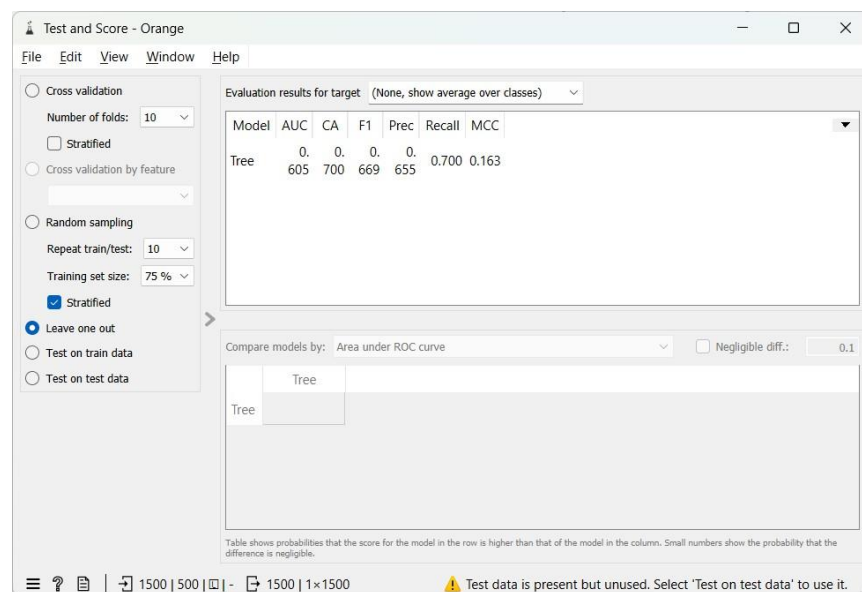 Test and Score - Orange
File Edit View Window Help
Cross validation
Number of folds: 10
Stratified
Cross validation by feature
Random sampling
Repeat train/test: 10
Training set size: 75 %
Stratified
Leave one out
Test on train data
Test on test data
Evaluation results for target (None, show average over classes)
Model AUC CA F1 Prec Recall MCC
Tree 0.605 0.700 0.669 0.655 0.700 0.163
Compare models by: Area under ROC curve Negligible diff.: 0.1
Tree
Tree
Table shows probabilities that the score for the model in the row is higher than that of the model in the column. Small numbers show the probability that the
difference is negligible.
1500 | 500 | - 1500 | 1×1500 Test data is present but unused. Select 'Test on test data' to use it.